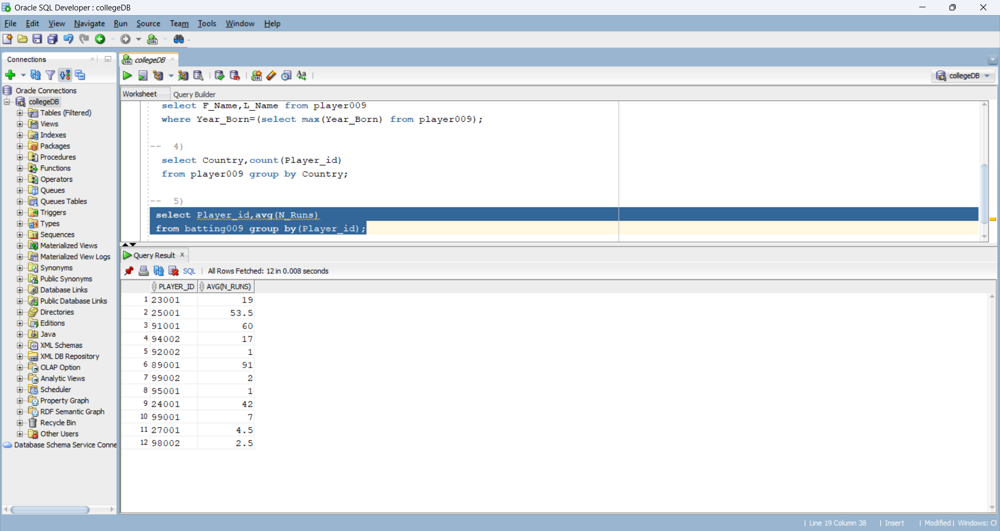 Oracle SQL Developer : collegeDB
File Edit View Navigate Run Source Team Tools Window Help
Connections
Oracle Connections
collegeDB
Tables (Filtered)
Views
Indexes
Packages
Procedures
Functions
Operators
Queues
Queues Tables
Triggers
Types
Sequences
Materialized Views
Materialized View Logs
Synonyms
Public Synonyms
Database Links
Public Database Links
Directories
Editions
Java
XML Schemas
XML DB Repository
OLAP Option
Analytic Views
Scheduler
Property Graph
RDF Semantic Graph
Recycle Bin
Other Users
Database Schema Service Conne
collegeDB
collegeDB
Worksheet Query Builder
select F_Name,L_Name from player009
where Year_Born=(select max(Year_Born) from player009);
-- 4)
select Country,count(Player_id)
from player009 group by Country;
-- 5)
select Player_id,avg(N_Runs)
from batting009 group by(Player_id);
Query Result
SQL | All Rows Fetched: 12 in 0.008 seconds
PLAYER_ID AVG(N_RUNS)
1 23001 19
2 25001 53.5
3 91001 60
4 94002 17
5 92002 1
6 89001 91
7 99002 2
8 95001 1
9 24001 42
10 99001 7
11 27001 4.5
12 98002 2.5
| Line 19 Column 38 | Insert | Modified | Windows: Cl